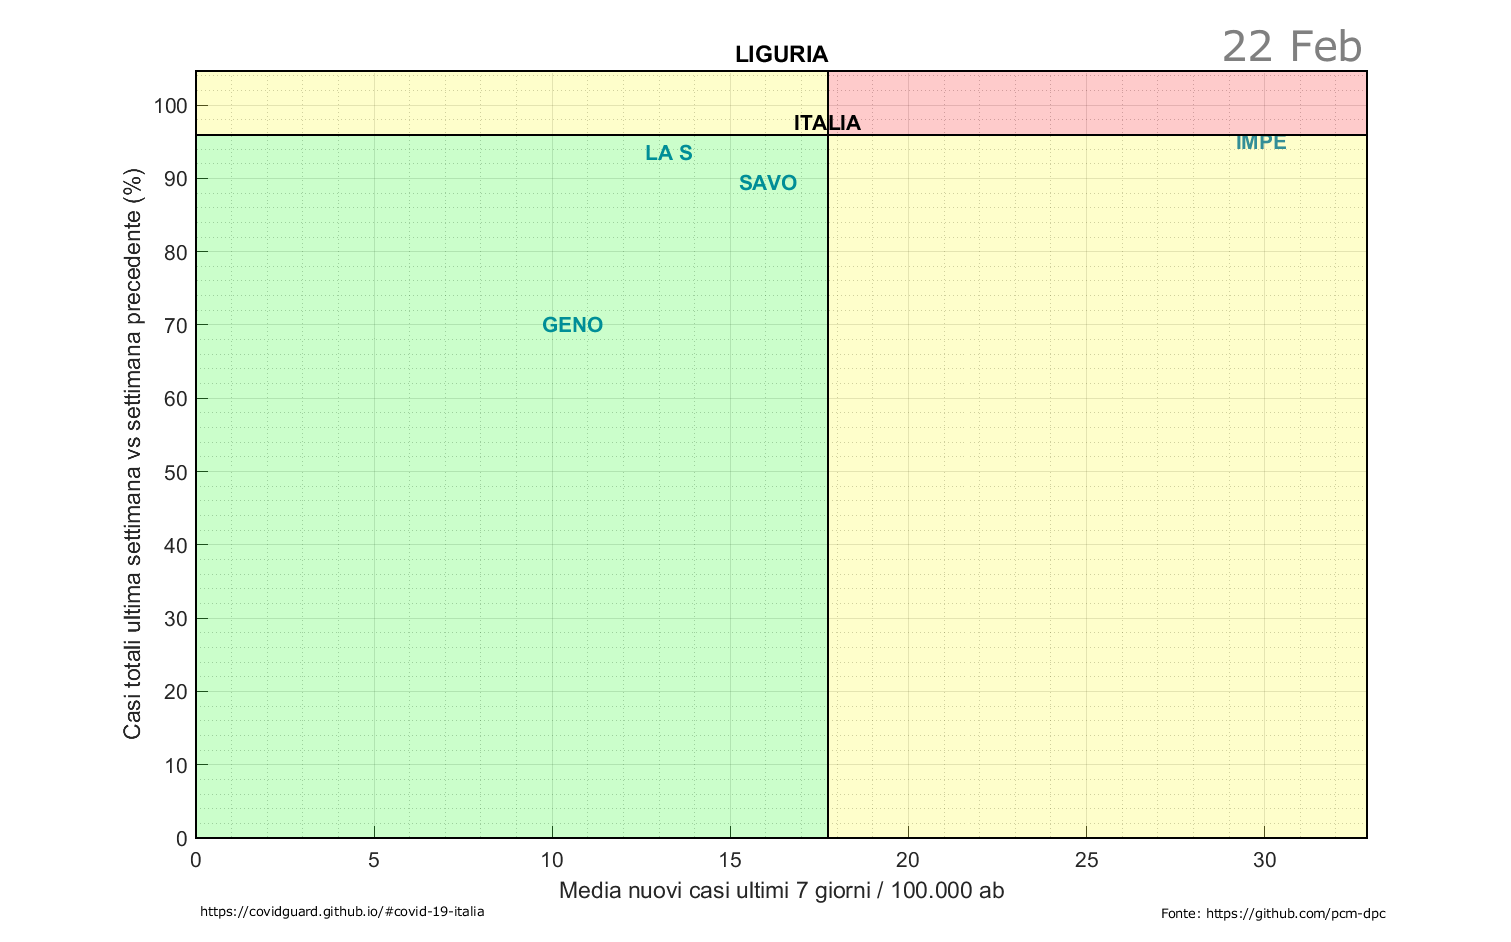 22 Feb
LIGURIA
100
ITALIA
IMPE
LA S
90
SAVO
80
70
GENO
60
50
40
30
20
10
0
Casi totali ultima settimana vs settimana precedente (%)
0 5 10 15 20 25 30
Media nuovi casi ultimi 7 giorni / 100.000 ab
https://covidguard.github.io/#covid-19-italia
Fonte: https://github.com/pcm-dpc